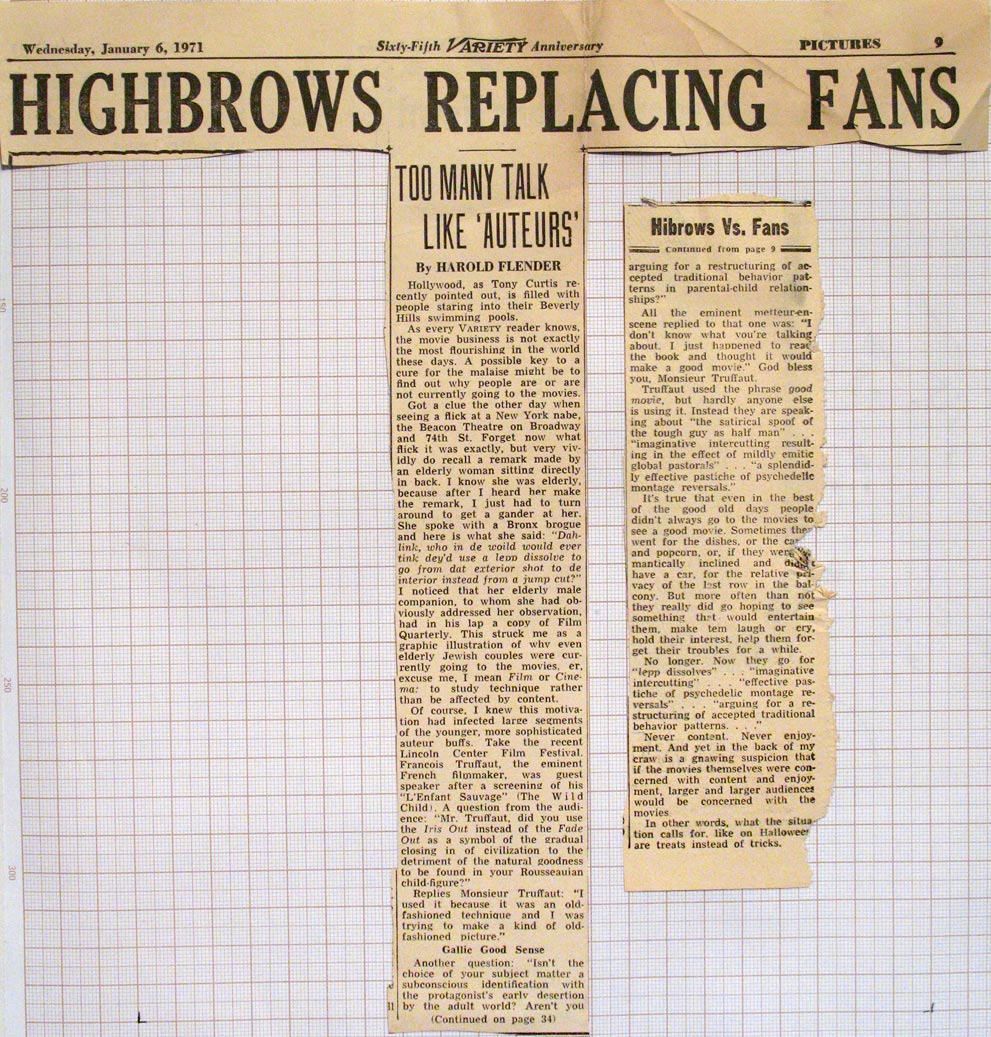 Wednesday, January 6, 1971
Sixty-Fifth VARIETY Anniversary
PICTURES 9
HIGHBROWS REPLACING FANS
TOO MANY TALK
LIKE 'AUTEURS'
By HAROLD FLENDER
Hollywood, as Tony Curtis re-
cently pointed out, is filled with
people staring into their Beverly
Hills swimming pools.
As every VARIETY reader knows,
the movie business is not exactly
the most flourishing in the world
these days. A possible key to a
cure for the malaise might be to
find out why people are or are
not currently going to the movies.
Got a clue the other day when
seeing a flick at a New York nabe,
the Beacon Theatre on Broadway
and 74th St. Forget now what
flick it was exactly, but very viv-
idly do recall a remark made by
an elderly woman sitting directly
in back. I know she was elderly,
because after I heard her make
the remark, I just had to turn
around to get a gander at her.
She spoke with a Bronx brogue
and here is what she said: "Dah-
link, who in de woild would ever
tink dey'd use a lepp dissolve to
go from dat exterior shot to de
interior instead from a jump cut?"
I noticed that her elderly male
companion, to whom she had ob-
viously addressed her observation,
had in his lap a copy of Film
Quarterly. This struck me as a
graphic illustration of why even
elderly Jewish couples were cur-
rently going to the movies, er,
excuse me, I mean Film or Cine-
ma: to study technique rather
than be affected by content.
Of course, I knew this motiva-
tion had infected large segments
of the younger, more sophisticated
auteur buffs. Take the recent
Lincoln Center Film Festival.
Francois Truffaut, the eminent
French filmmaker, was guest
speaker after a screening of his
"L'Enfant Sauvage" (The Wild
Child). A question from the audi-
ence: "Mr. Truffaut, did you use
the Iris Out instead of the Fade
Out as a symbol of the gradual
closing in of civilization to the
detriment of the natural goodness
to be found in your Rousseauian
child-figure?"
Replies Monsieur Truffaut: "I
used it because it was an old-
fashioned technique and I was
trying to make a kind of old-
fashioned picture."
Gallic Good Sense
Another question: "Isn't the
choice of your subject matter a
subconscious identification with
the protagonist's early desertion
by the adult world? Aren't you
(Continued on page 34)
Hibrows Vs. Fans
Continued from page 9
arguing for a restructuring of ac-
cepted traditional behavior pat-
terns in parental-child relation-
ships?"
All the eminent metteur-en-
scene replied to that one was: "I
don't know what you're talking
about. I just happened to read
the book and thought it would
make a good movie." God bless
you, Monsieur Truffaut.
Truffaut used the phrase good
movie, but hardly anyone else
is using it. Instead they are speak-
ing about "the satirical spoof of
the tough guy as half man" . . .
"imaginative intercutting result-
ing in the effect of mildly emitic
global pastorals" . . . "a splendid-
ly effective pastiche of psychedelic
montage reversals."
It's true that even in the best
of the good old days people
didn't always go to the movies to
see a good movie. Sometimes they
went for the dishes, or the
and popcorn, or, if they were
mantically inclined and
have a car, for the relative pri-
vacy of the last row in the bal-
cony. But more often than not
they really did go hoping to see
something that would entertain
them, make tem laugh or cry,
hold their interest, help them for-
get their troubles for a while.
No longer. Now they go for
"lepp dissolves" . . . "imaginative
intercutting" . . . "effective pas-
tiche of psychedelic montage re-
versals" . . . "arguing for a re-
structuring of accepted traditional
behavior patterns. . . ."
Never content. Never enjoy-
ment. And yet in the back of my
craw is a gnawing suspicion that
if the movies themselves were con-
cerned with content and enjoy-
ment, larger and larger audiences
would be concerned with the
movies
In other words, what the situa-
tion calls for, like on Hallowee
are treats instead of tricks.
150
200
250
300